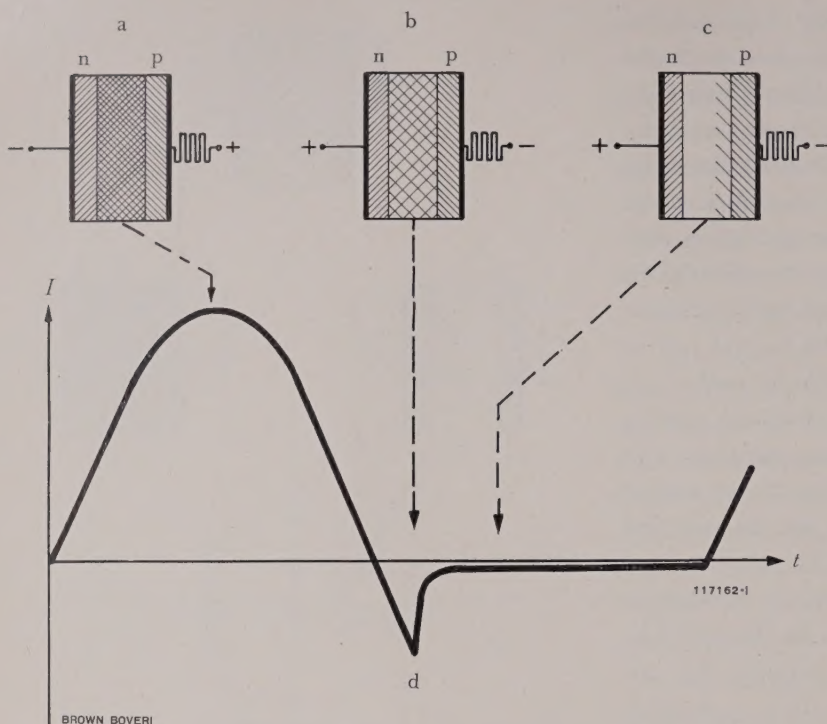 a b c
n p n p n p
− + + − + −
I
t
117162·I
d
BROWN BOVERI